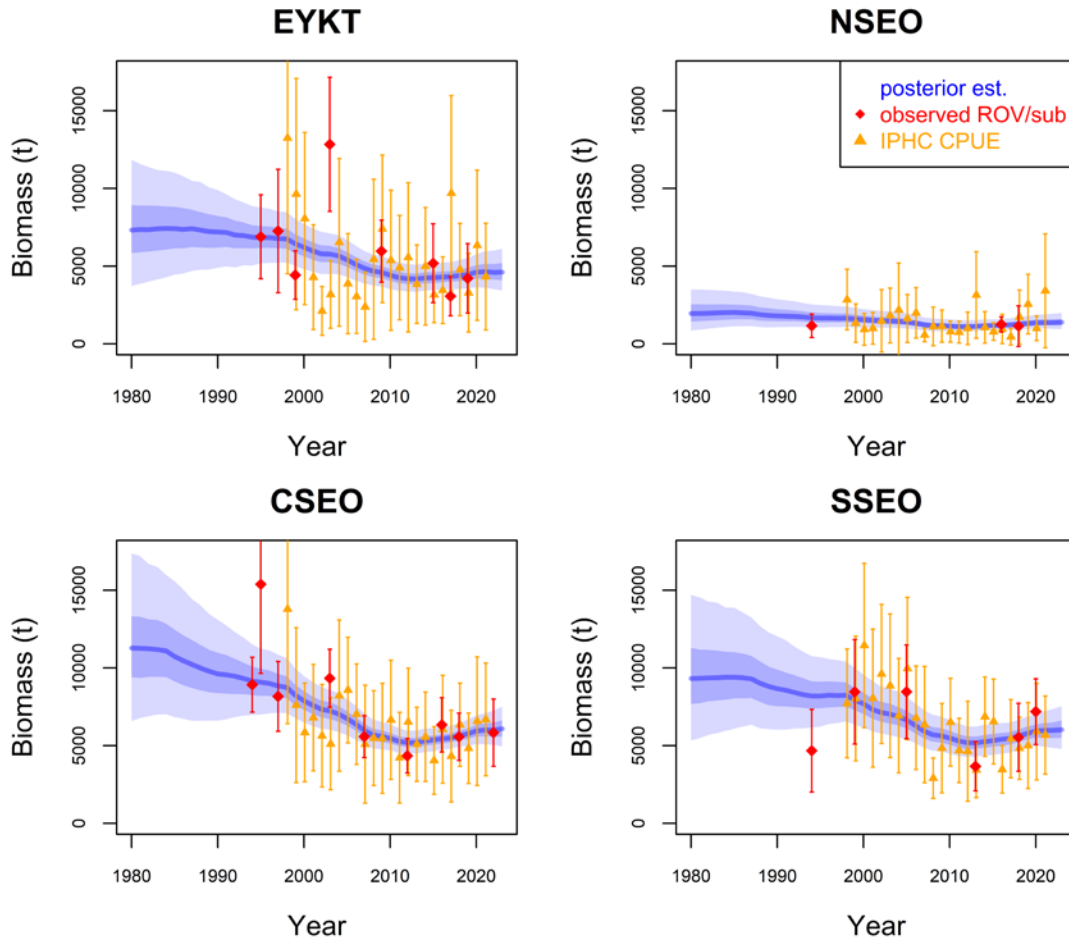 EYKT
Biomass (t)
0 5000 10000 15000
1980 1990 2000 2010 2020
Year
NSEO
posterior est.
observed ROV/sub
IPHC CPUE
Biomass (t)
0 5000 10000 15000
1980 1990 2000 2010 2020
Year
CSEO
Biomass (t)
0 5000 10000 15000
1980 1990 2000 2010 2020
Year
SSEO
Biomass (t)
0 5000 10000 15000
1980 1990 2000 2010 2020
Year